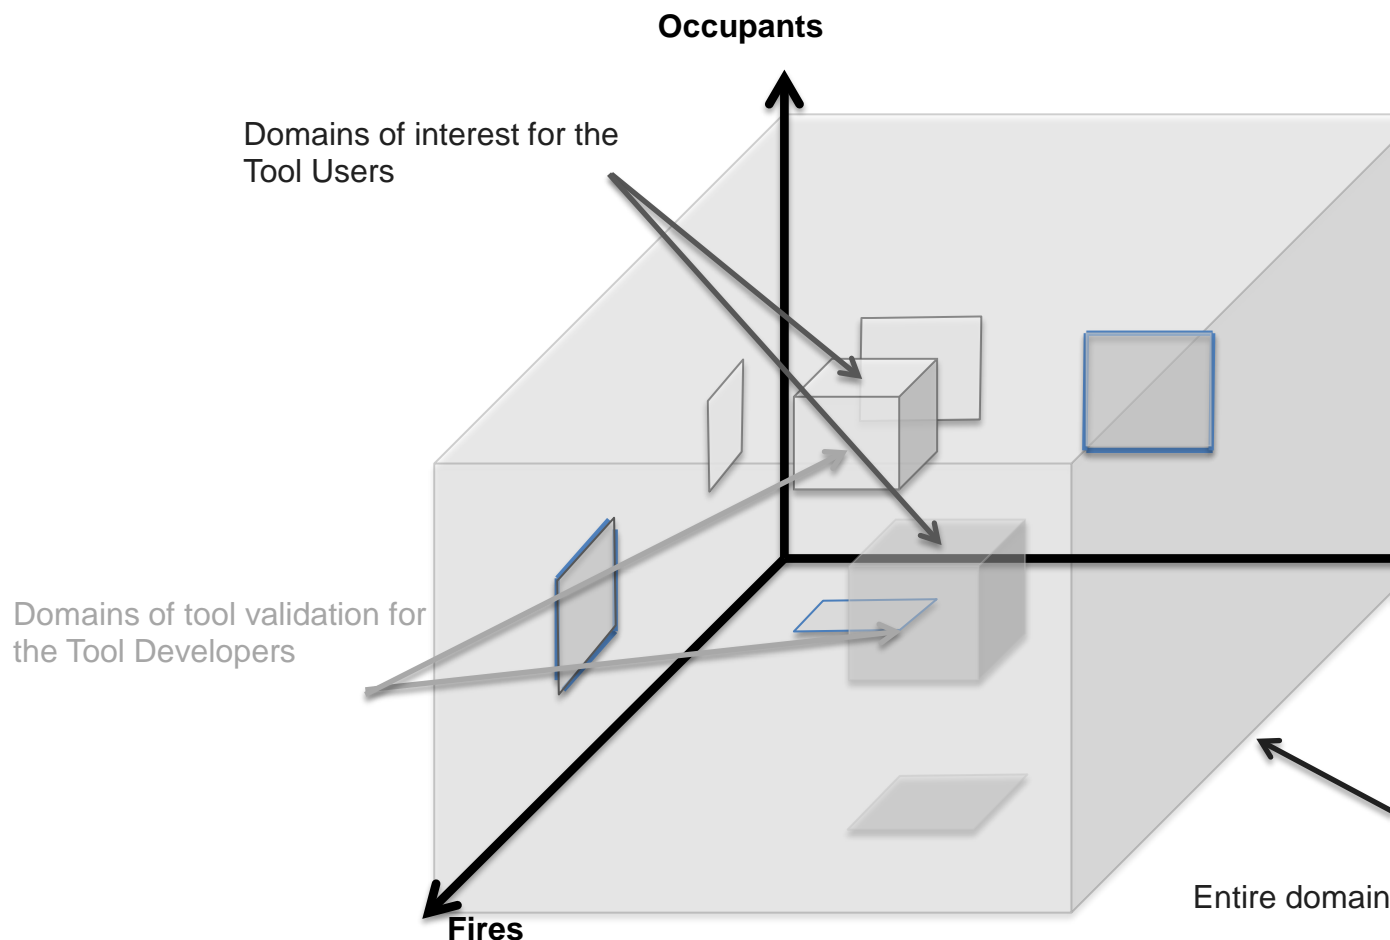 Occupants
Domains of interest for the
Tool Users
Domains of tool validation for
the Tool Developers
Entire domain
Fires